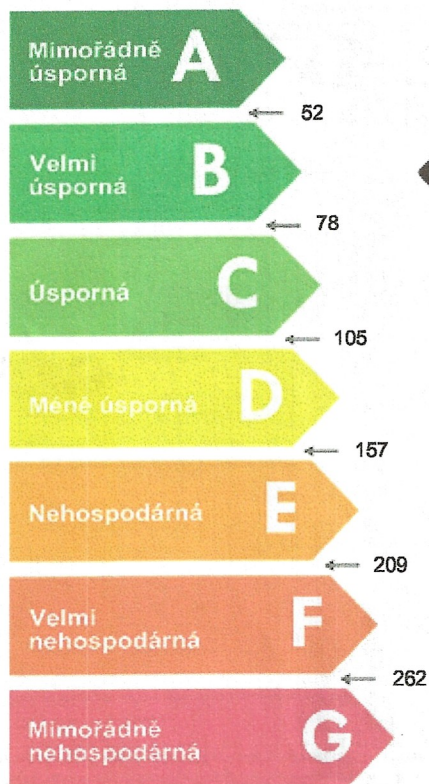 Mimořádně
úsporná
A
52
Velmi
úsporná
B
78
Úsporná
C
105
Méně úsporná
D
157
Nehospodárná
E
209
Velmi
nehospodárná
F
262
Mimořádně
nehospodárná
G